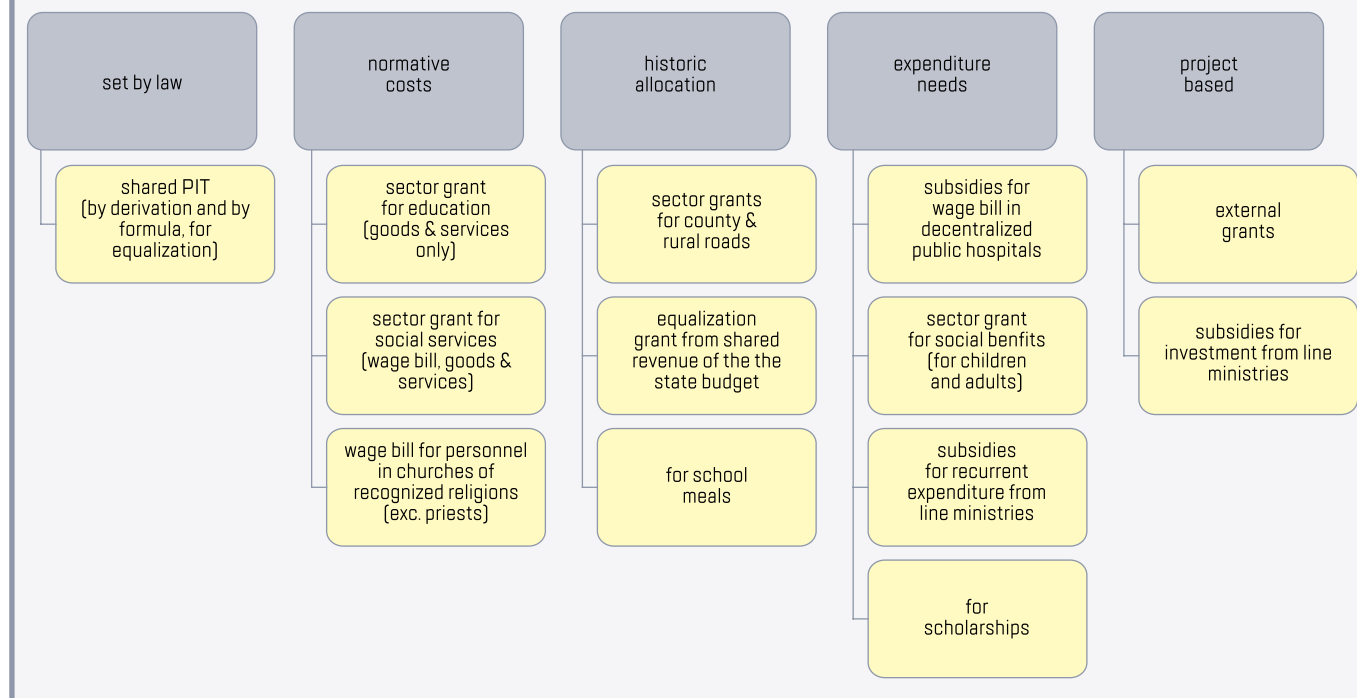 set by law
shared PIT
(by derivation and by
formula, for
equalization)
normative
costs
sector grant
for education
(goods & services
only)
sector grant for
social services
(wage bill, goods &
services)
wage bill for personnel
in churches of
recognized religions
(exc. priests)
historic
allocation
sector grants
for county &
rural roads
equalization
grant from shared
revenue of the the
state budget
for school
meals
expenditure
needs
subsidies for
wage bill in
decentralized
public hospitals
sector grant
for social benfits
(for children
and adults)
subsidies
for recurrent
expenditure from
line ministries
for
scholarships
project
based
external
grants
subsidies for
investment from line
ministries